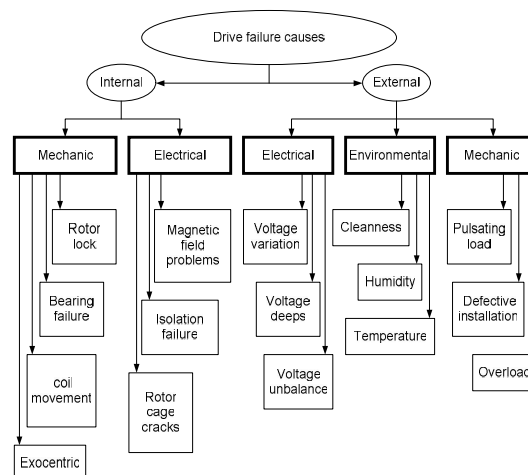 Drive failure causes
Internal
External
Mechanic
Electrical
Electrical
Environmental
Mechanic
Rotor
lock
Bearing
failure
coil
movement
Exocentric
Magnetic
field
problems
Isolation
failure
Rotor
cage
cracks
Voltage
variation
Voltage
deeps
Voltage
unbalance
Cleanness
Humidity
Temperature
Pulsating
load
Defective
installation
Overload